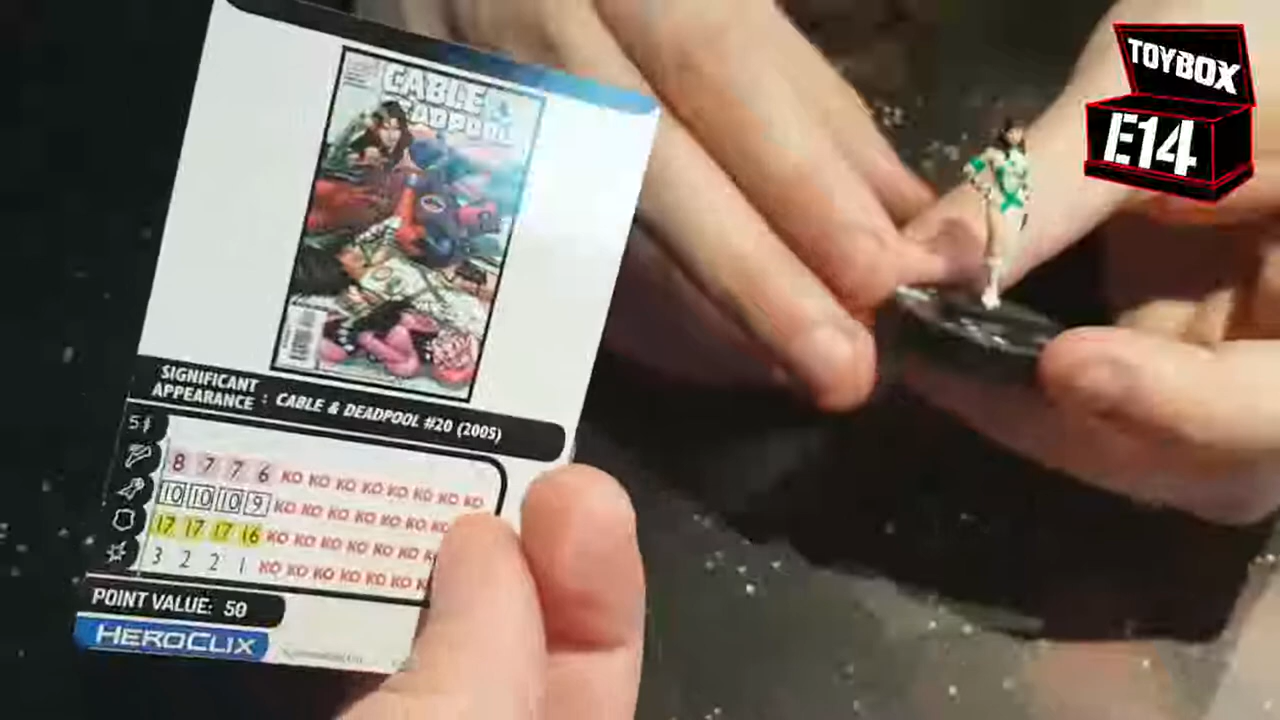 TOYBOX
E14
CABLE
DEADPOOL
SIGNIFICANT
APPEARANCE : CABLE & DEADPOOL #20 (2005)
5
8 7 7 6 KO KO KO KO KO KO KO KO
10 10 10 9 KO KO KO KO KO KO KO
17 17 17 16 KO KO KO KO KO KO
3 2 2 1 KO KO KO KO KO KO
POINT VALUE: 50
HEROCLIX